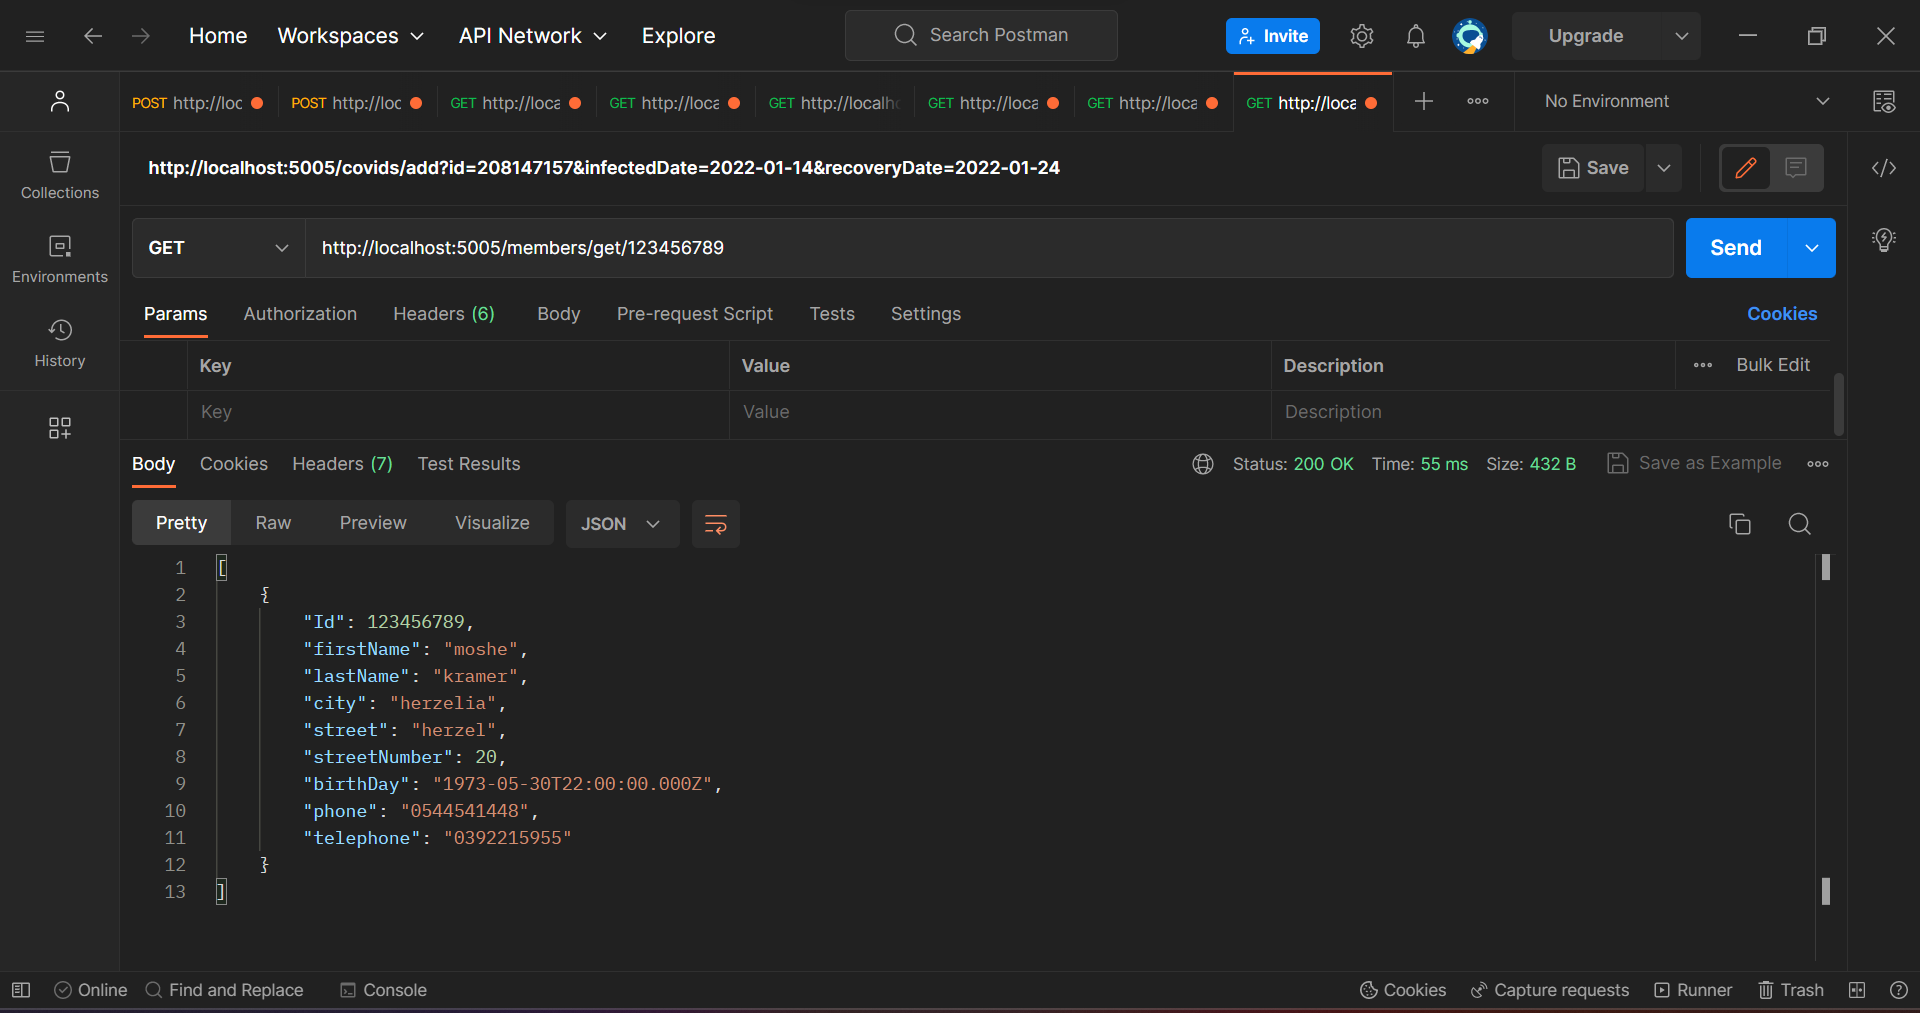 Home Workspaces API Network Explore Search Postman Invite Upgrade
POST http://loc POST http://loc GET http://loca GET http://loca GET http://localh GET http://loca GET http://loca GET http://loca No Environment
http://localhost:5005/covids/add?id=208147157&infectedDate=2022-01-14&recoveryDate=2022-01-24 Save
Collections
GET http://localhost:5005/members/get/123456789 Send
Environments
Params Authorization Headers (6) Body Pre-request Script Tests Settings Cookies
History
Key Value Description Bulk Edit
Key Value Description
Body Cookies Headers (7) Test Results Status: 200 OK Time: 55 ms Size: 432 B Save as Example
Pretty Raw Preview Visualize JSON
1 [
2 {
3 "Id": 123456789,
4 "firstName": "moshe",
5 "lastName": "kramer",
6 "city": "herzelia",
7 "street": "herzel",
8 "streetNumber": 20,
9 "birthDay": "1973-05-30T22:00:00.000Z",
10 "phone": "0544541448",
11 "telephone": "0392215955"
12 }
13 ]
Online Find and Replace Console Cookies Capture requests Runner Trash